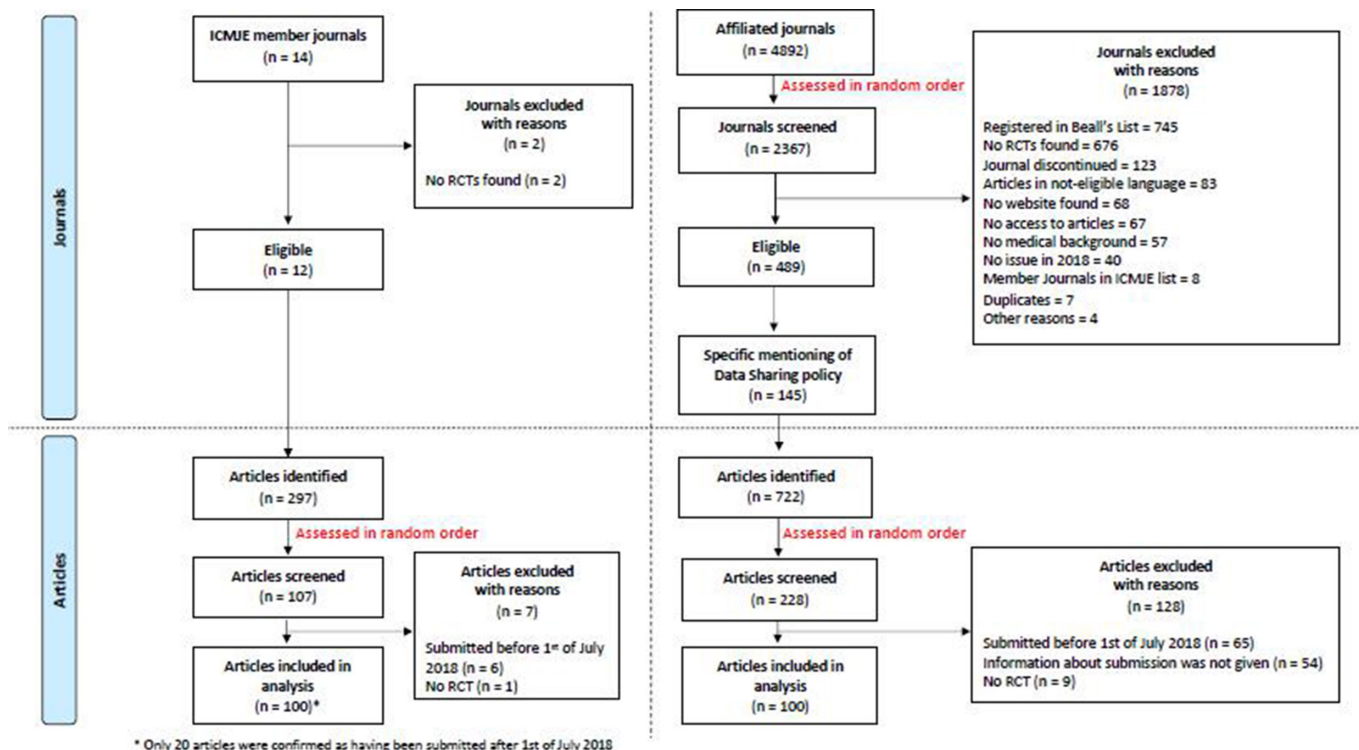 Journals
ICMJE member journals
(n = 14)
Journals excluded
with reasons
(n = 2)
No RCTs found (n = 2)
Eligible
(n = 12)
Affiliated journals
(n = 4892)
Assessed in random order
Journals screened
(n = 2367)
Journals excluded
with reasons
(n = 1878)
Registered in Beall's List = 745
No RCTs found = 676
Journal discontinued = 123
Articles in not-eligible language = 83
No website found = 68
No access to articles = 67
No medical background = 57
No issue in 2018 = 40
Member Journals in ICMJE list = 8
Duplicates = 7
Other reasons = 4
Eligible
(n = 489)
Specific mentioning of
Data Sharing policy
(n = 145)
Articles
Articles identified
(n = 297)
Assessed in random order
Articles screened
(n = 107)
Articles excluded
with reasons
(n = 7)
Submitted before 1st of July
2018 (n = 6)
No RCT (n = 1)
Articles included in
analysis
(n = 100)*
Articles identified
(n = 722)
Assessed in random order
Articles screened
(n = 228)
Articles excluded
with reasons
(n = 128)
Submitted before 1st of July 2018 (n = 65)
Information about submission was not given (n = 54)
No RCT (n = 9)
Articles included in
analysis
(n = 100)
* Only 20 articles were confirmed as having been submitted after 1st of July 2018